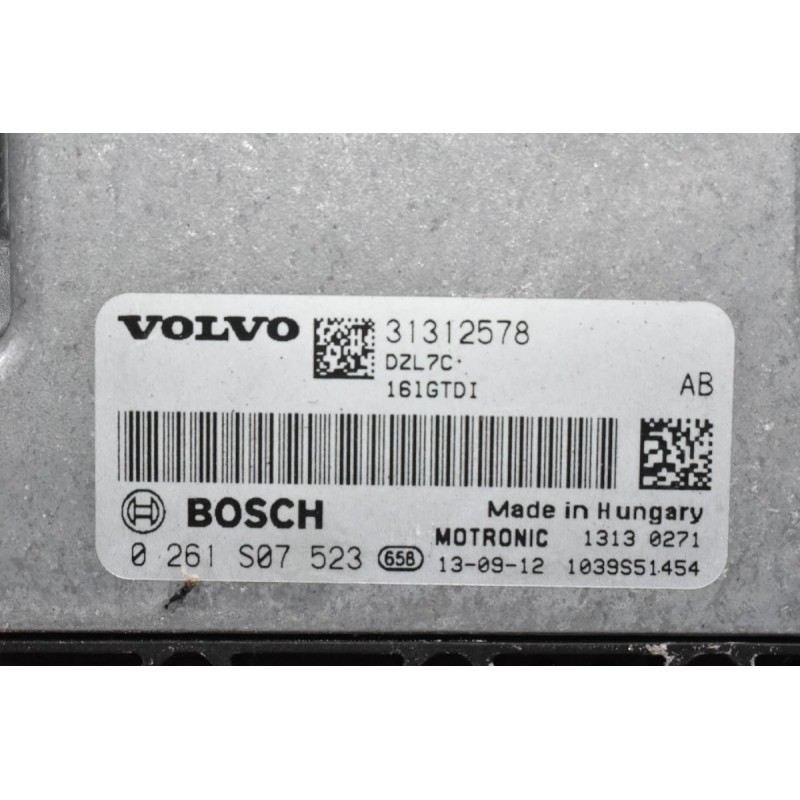 VOLVO 31312578
DZL7C·
161GTDI AB
BOSCH Made in Hungary
MOTRONIC 1313 0271
0 261 S07 523 658 13-09-12 1039S51454